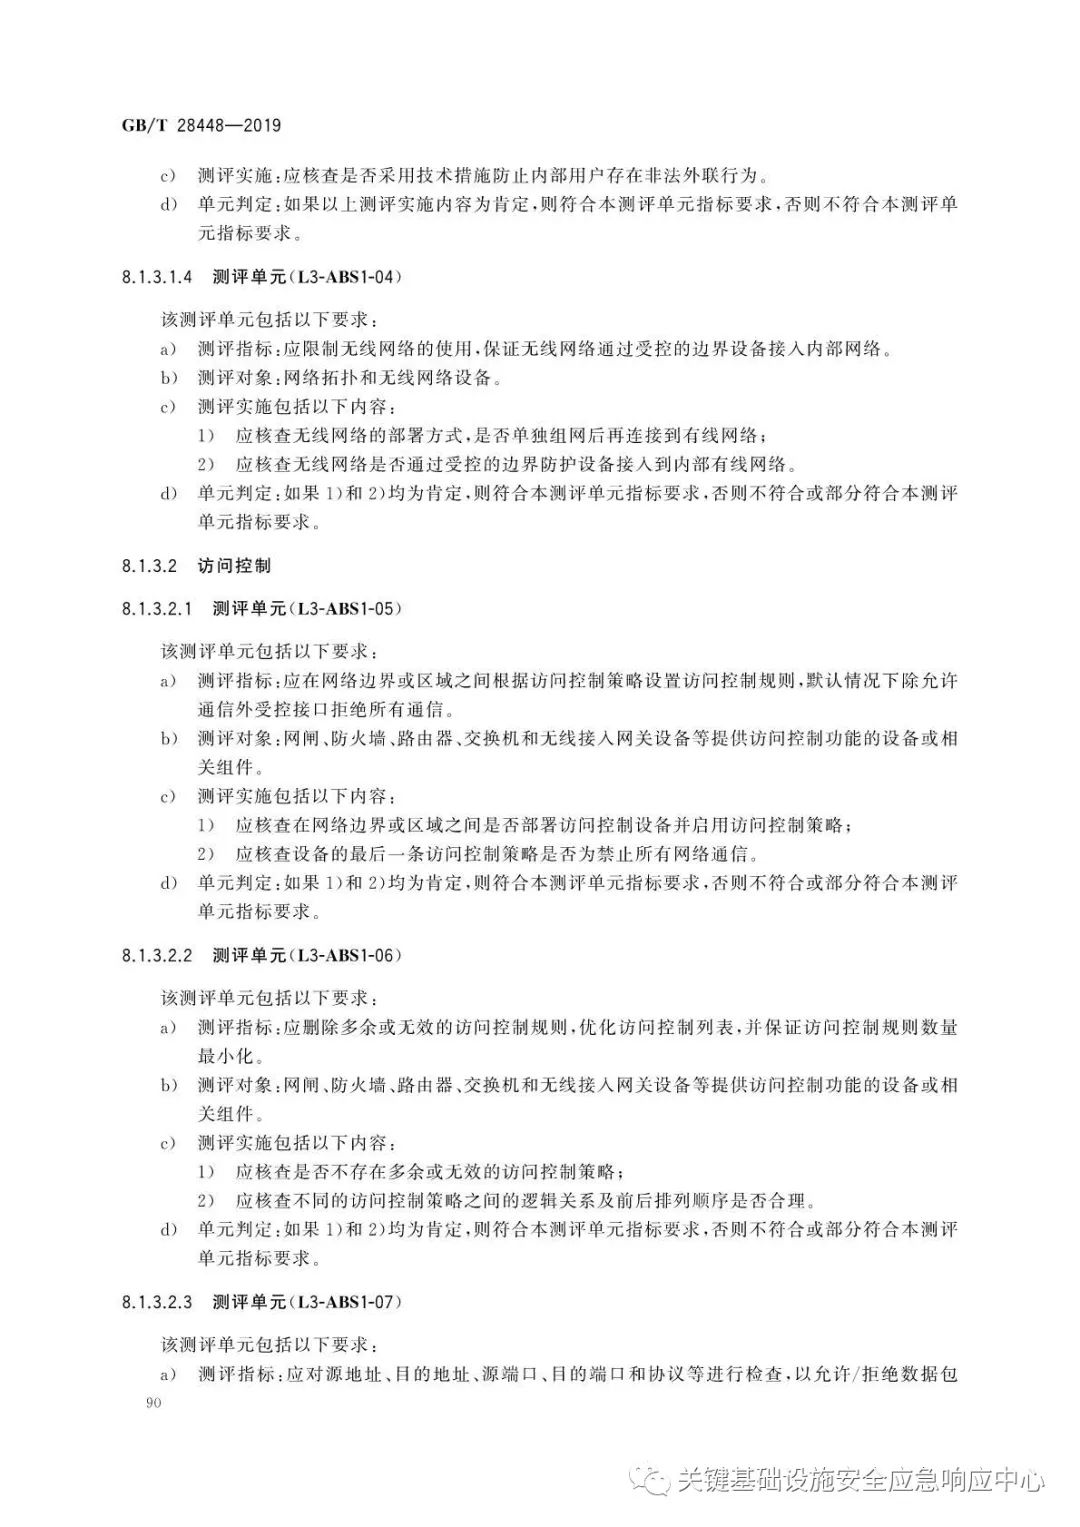 GB/T 28448—2019
c) 测评实施:应核查是否采用技术措施防止内部用户存在非法外联行为。
d) 单元判定:如果以上测评实施内容为肯定,则符合本测评单元指标要求,否则不符合本测评单
元指标要求。
8.1.3.1.4 测评单元(L3-ABS1-04)
该测评单元包括以下要求:
a) 测评指标:应限制无线网络的使用,保证无线网络通过受控的边界设备接入内部网络。
b) 测评对象:网络拓扑和无线网络设备。
c) 测评实施包括以下内容:
1) 应核查无线网络的部署方式,是否单独组网后再连接到有线网络;
2) 应核查无线网络是否通过受控的边界防护设备接入到内部有线网络。
d) 单元判定:如果 1)和 2)均为肯定,则符合本测评单元指标要求,否则不符合或部分符合本测评
单元指标要求。
8.1.3.2 访问控制
8.1.3.2.1 测评单元(L3-ABS1-05)
该测评单元包括以下要求:
a) 测评指标:应在网络边界或区域之间根据访问控制策略设置访问控制规则,默认情况下除允许
通信外受控接口拒绝所有通信。
b) 测评对象:网闸、防火墙、路由器、交换机和无线接入网关设备等提供访问控制功能的设备或相
关组件。
c) 测评实施包括以下内容:
1) 应核查在网络边界或区域之间是否部署访问控制设备并启用访问控制策略;
2) 应核查设备的最后一条访问控制策略是否为禁止所有网络通信。
d) 单元判定:如果 1)和 2)均为肯定,则符合本测评单元指标要求,否则不符合或部分符合本测评
单元指标要求。
8.1.3.2.2 测评单元(L3-ABS1-06)
该测评单元包括以下要求:
a) 测评指标:应删除多余或无效的访问控制规则,优化访问控制列表,并保证访问控制规则数量
最小化。
b) 测评对象:网闸、防火墙、路由器、交换机和无线接入网关设备等提供访问控制功能的设备或相
关组件。
c) 测评实施包括以下内容:
1) 应核查是否不存在多余或无效的访问控制策略;
2) 应核查不同的访问控制策略之间的逻辑关系及前后排列顺序是否合理。
d) 单元判定:如果 1)和 2)均为肯定,则符合本测评单元指标要求,否则不符合或部分符合本测评
单元指标要求。
8.1.3.2.3 测评单元(L3-ABS1-07)
该测评单元包括以下要求:
a) 测评指标:应对源地址、目的地址、源端口、目的端口和协议等进行检查,以允许/拒绝数据包
90
关键基础设施安全应急响应中心